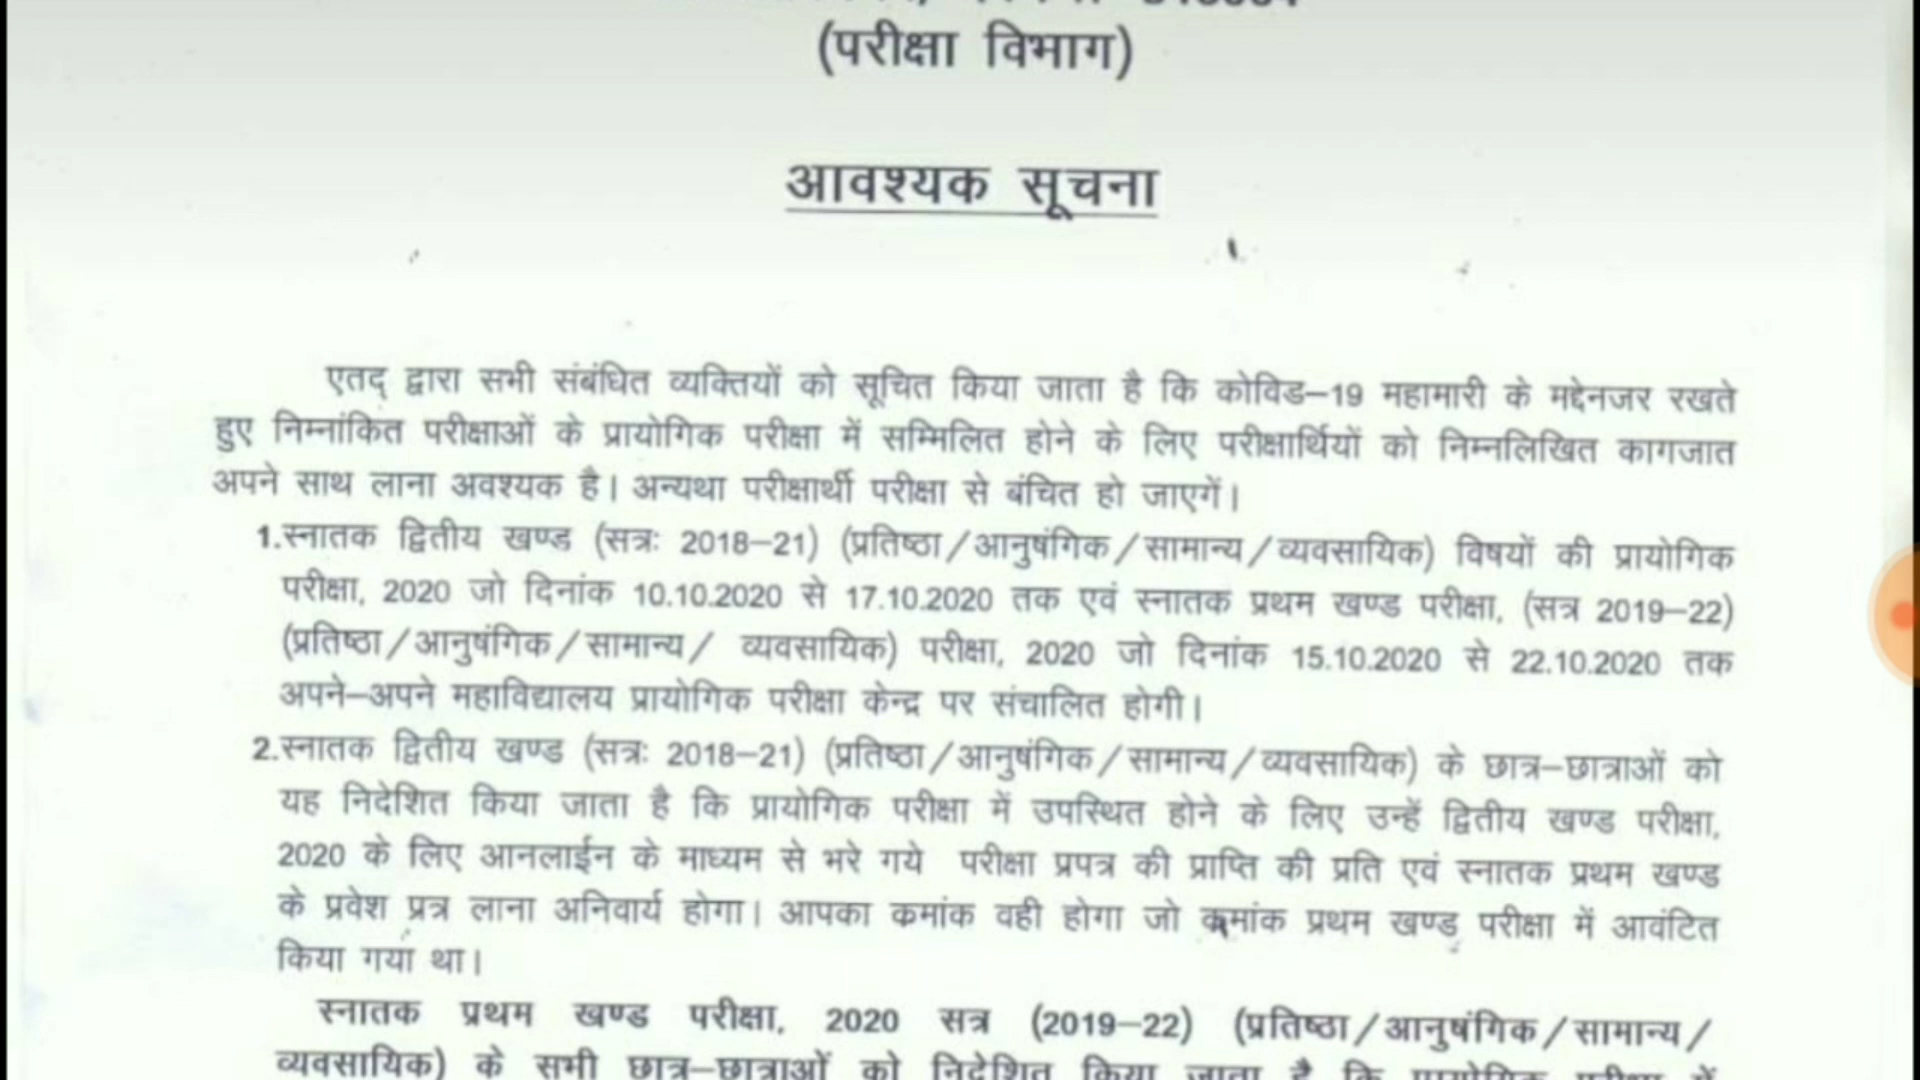 (परीक्षा विभाग)
आवश्यक सूचना
एतद् द्वारा सभी संबंधित व्यक्तियों को सूचित किया जाता है कि कोविड–19 महामारी के मद्देनजर रखते
हुए निम्नांकित परीक्षाओं के प्रायोगिक परीक्षा में सम्मिलित होने के लिए परीक्षार्थियों को निम्नलिखित कागजात
अपने साथ लाना अवश्यक है। अन्यथा परीक्षार्थी परीक्षा से बंचित हो जाएगें।
1.स्नातक द्वितीय खण्ड (सत्रः 2018–21) (प्रतिष्ठा/आनुषंगिक/सामान्य/व्यवसायिक) विषयों की प्रायोगिक
परीक्षा, 2020 जो दिनांक 10.10.2020 से 17.10.2020 तक एवं स्नातक प्रथम खण्ड परीक्षा, (सत्र 2019–22)
(प्रतिष्ठा/आनुषंगिक/सामान्य/ व्यवसायिक) परीक्षा, 2020 जो दिनांक 15.10.2020 से 22.10.2020 तक
अपने–अपने महाविद्यालय प्रायोगिक परीक्षा केन्द्र पर संचालित होगी।
2.स्नातक द्वितीय खण्ड (सत्रः 2018–21) (प्रतिष्ठा/आनुषंगिक/सामान्य/व्यवसायिक) के छात्र–छात्राओं को
यह निदेशित किया जाता है कि प्रायोगिक परीक्षा में उपस्थित होने के लिए उन्हें द्वितीय खण्ड परीक्षा,
2020 के लिए आनलाईन के माध्यम से भरे गये परीक्षा प्रपत्र की प्राप्ति की प्रति एवं स्नातक प्रथम खण्ड
के प्रवेश प्रत्र लाना अनिवार्य होगा। आपका क्रमांक वही होगा जो क्रमांक प्रथम खण्ड परीक्षा में आवंटित
किया गया था।
स्नातक प्रथम खण्ड परीक्षा, 2020 सत्र (2019–22) (प्रतिष्ठा/आनुषंगिक/सामान्य/
व्यवसायिक) के सभी छात्र–छात्राओं को निदेशित किया जाता है कि प्रायोगिक परीक्षा में